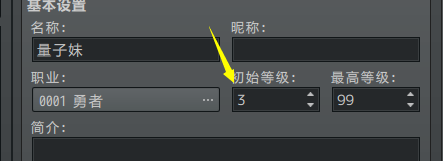 基本设置
名称: 昵称:
量子妹
职业: 初始等级: 最高等级:
0001 勇者 ... 3 99
简介: